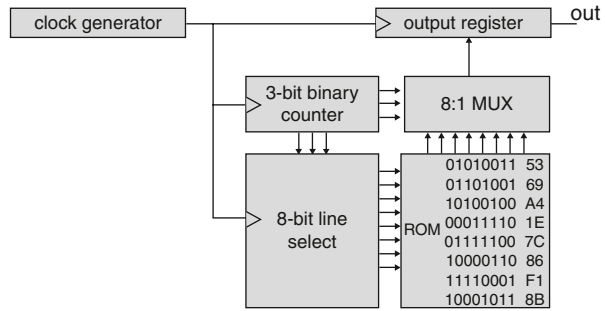 clock generator
output register
out
3-bit binary
counter
8:1 MUX
8-bit line
select
ROM
01010011 53
01101001 69
10100100 A4
00011110 1E
01111100 7C
10000110 86
11110001 F1
10001011 8B